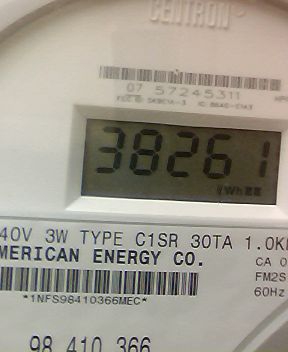 CENTRON
07 57245311
38261
40V 3W TYPE C1SR 30TA 1.0K
MERICAN ENERGY CO.
CA 0
FM2S
*1NFS98410366MEC*
60Hz
98 410 366